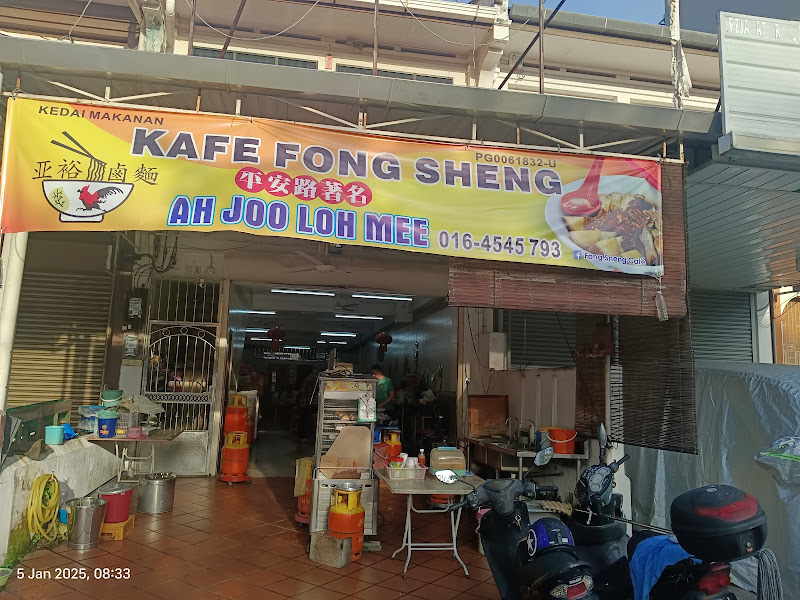 KEDAI MAKANAN
KAFE FONG SHENG
PG0061832-U
亚裕鹵麵
平安路著名
AH JOO LOH MEE
016-4545 793
Fong Sheng Cafe
5 Jan 2025, 08:33